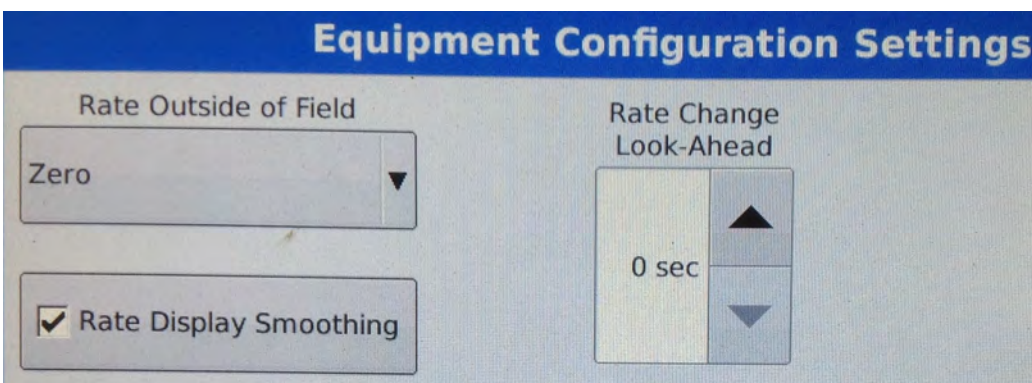 Equipment Configuration Settings
Rate Outside of Field
Zero
Rate Change
Look-Ahead
0 sec
Rate Display Smoothing